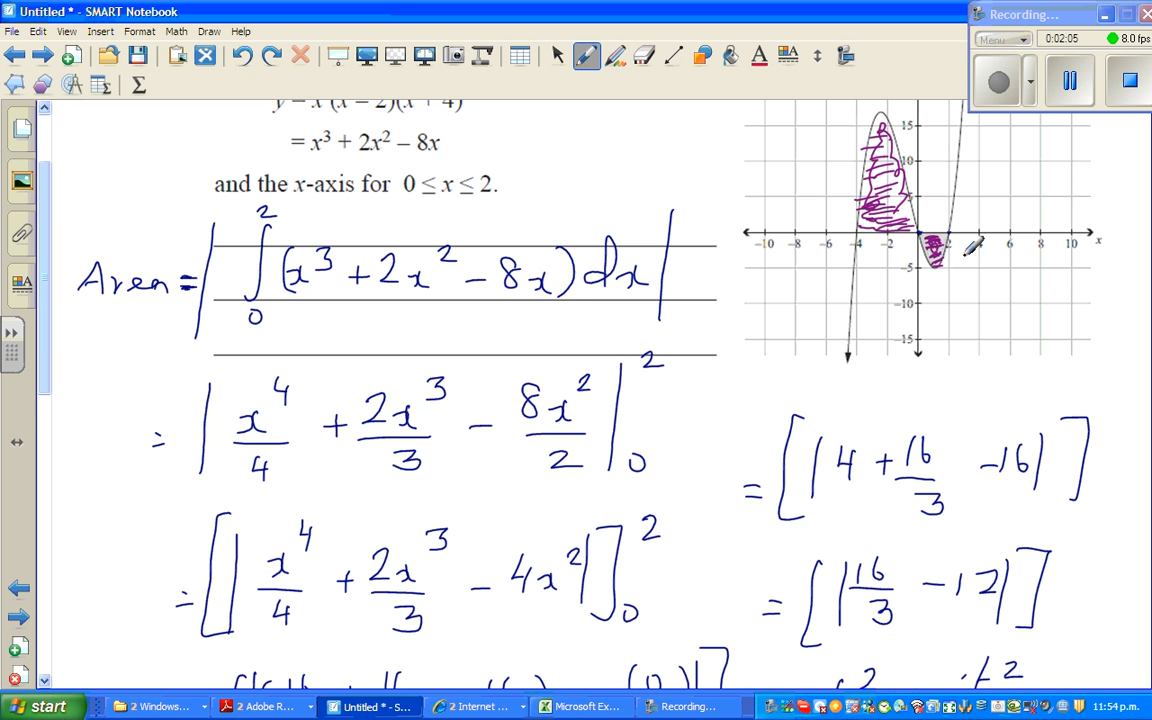 Untitled * - SMART Notebook
Recording...
File Edit View Insert Format Math Draw Help
Menu
0:02:05
8.0 fps
y = x (x − 2)(x + 4)
= x³ + 2x² − 8x
and the x-axis for 0 ≤ x ≤ 2.
15
10
5
-10 -8 -6 -4 -2 2 4 6 8 10 x
-5
-10
-15
Area = | ∫₀² (x³ + 2x² − 8x) dx |
= | x⁴/4 + 2x³/3 − 8x²/2 |₀²
= [| x⁴/4 + 2x³/3 − 4x² |]₀²
= [| 4 + 16/3 − 16 |]
= [| 16/3 − 12 |]
start
2 Windows...
2 Adobe R...
Untitled * - S...
2 Internet ...
Microsoft Ex...
Recording...
11:54 p.m.